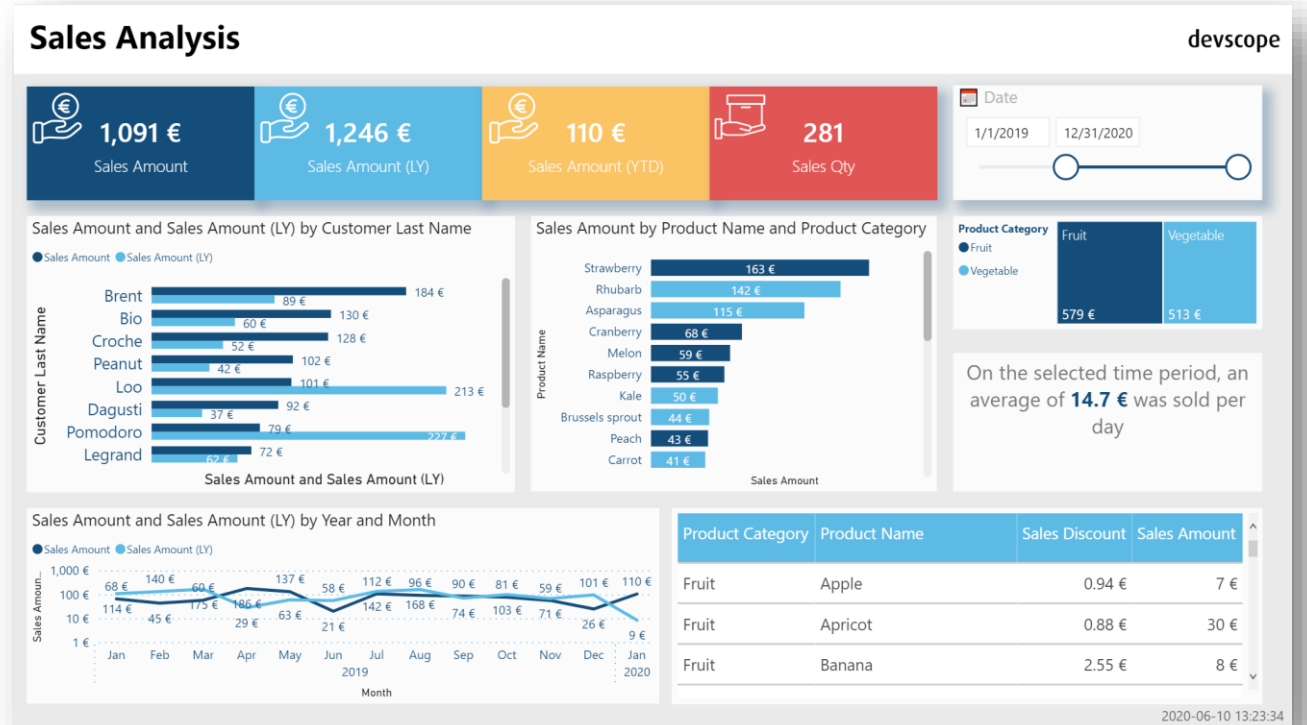 Sales Analysis
devscope
1,091 €
Sales Amount
1,246 €
Sales Amount (LY)
110 €
Sales Amount (YTD)
281
Sales Qty
Date
1/1/2019 12/31/2020
Sales Amount and Sales Amount (LY) by Customer Last Name
Sales Amount Sales Amount (LY)
Customer Last Name
Brent 184 € 89 €
Bio 130 € 60 €
Croche 128 € 52 €
Peanut 102 € 42 €
Loo 101 € 213 €
Dagusti 92 € 37 €
Pomodoro 79 € 227 €
Legrand 72 € 62 €
Sales Amount and Sales Amount (LY)
Sales Amount by Product Name and Product Category
Product Name
Strawberry 163 €
Rhubarb 142 €
Asparagus 115 €
Cranberry 68 €
Melon 59 €
Raspberry 55 €
Kale 50 €
Brussels sprout 44 €
Peach 43 €
Carrot 41 €
Sales Amount
Product Category
Fruit
Vegetable
Fruit
579 €
Vegetable
513 €
On the selected time period, an
average of 14.7 € was sold per
day
Sales Amount and Sales Amount (LY) by Year and Month
Sales Amount Sales Amount (LY)
Sales Amoun...
1,000 €
100 €
10 €
1 €
68 € 140 € 60 € 186 € 137 € 58 € 112 € 96 € 90 € 81 € 59 € 101 € 110 €
114 € 45 € 175 € 29 € 63 € 21 € 142 € 168 € 74 € 103 € 71 € 26 € 9 €
Jan Feb Mar Apr May Jun Jul Aug Sep Oct Nov Dec Jan
2019 2020
Month
Product Category Product Name Sales Discount Sales Amount
Fruit Apple 0.94 € 7 €
Fruit Apricot 0.88 € 30 €
Fruit Banana 2.55 € 8 €
2020-06-10 13:23:34